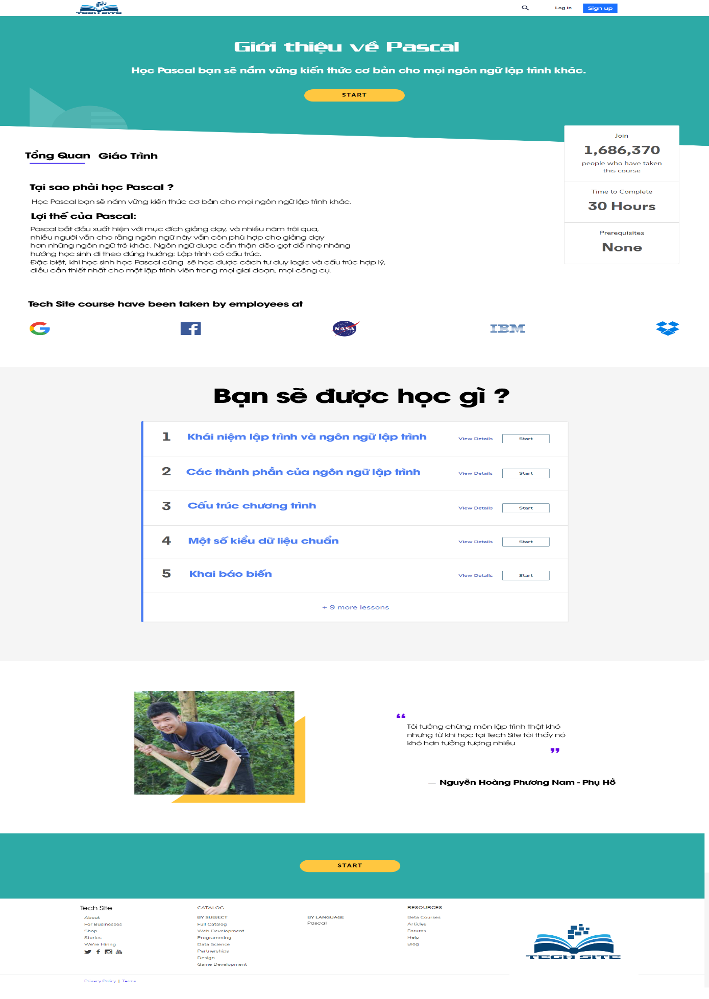 TECH SITE
Log In
Sign up
Giới thiệu về Pascal
Học Pascal bạn sẽ nắm vững kiến thức cơ bản cho mọi ngôn ngữ lập trình khác.
START
Join
1,686,370
people who have taken
this course
Time to Complete
30 Hours
Prerequisites
None
Tổng Quan Giáo Trình
Tại sao phải học Pascal ?
Học Pascal bạn sẽ nắm vững kiến thức cơ bản cho mọi ngôn ngữ lập trình khác.
Lợi thế của Pascal:
Pascal bắt đầu xuất hiện với mục đích giảng dạy, và nhiều năm trôi qua,
nhiều người vẫn cho rằng ngôn ngữ này vẫn còn phù hợp cho giảng dạy
hơn những ngôn ngữ trẻ khác. Ngôn ngữ được cẩn thận đẽo gọt để nhẹ nhàng
hướng học sinh đi theo đúng hướng: Lập trình có cấu trúc.
Đặc biệt, khi học sinh học Pascal cũng sẽ học được cách tư duy logic và cấu trúc hợp lý,
điều cần thiết nhất cho một lập trình viên trong mọi giai đoạn, mọi công cụ.
Tech Site course have been taken by employees at
NASA
IBM
Bạn sẽ được học gì ?
1 Khái niệm lập trình và ngôn ngữ lập trình View Details Start
2 Các thành phần của ngôn ngữ lập trình View Details Start
3 Cấu trúc chương trình View Details Start
4 Một số kiểu dữ liệu chuẩn View Details Start
5 Khai báo biến View Details Start
+ 9 more lessons
“
Tôi tưởng chừng môn lập trình thật khó
nhưng từ khi học tại Tech Site tôi thấy nó
khó hơn tưởng tượng nhiều
”
— Nguyễn Hoàng Phương Nam - Phụ Hồ
START
Tech Site
About
For Businesses
Shop
Stories
We're Hiring
You Tube
CATALOG
BY SUBJECT
Full Catalog
Web Development
Programming
Data Science
Partnerships
Design
Game Development
BY LANGUAGE
Pascal
RESOURCES
Beta Courses
Articles
Forums
Help
Blog
TECH SITE
Privacy Policy | Terms